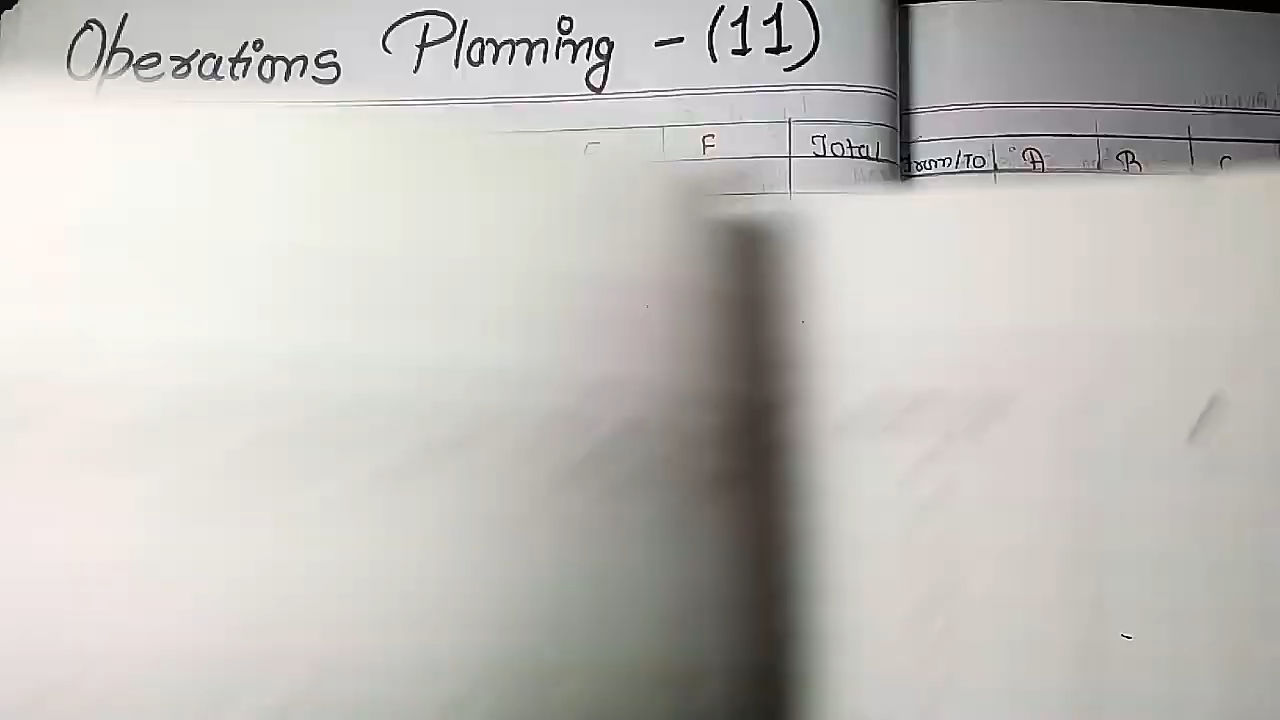 Operations Planning - (11)
F Total
From/To A B C